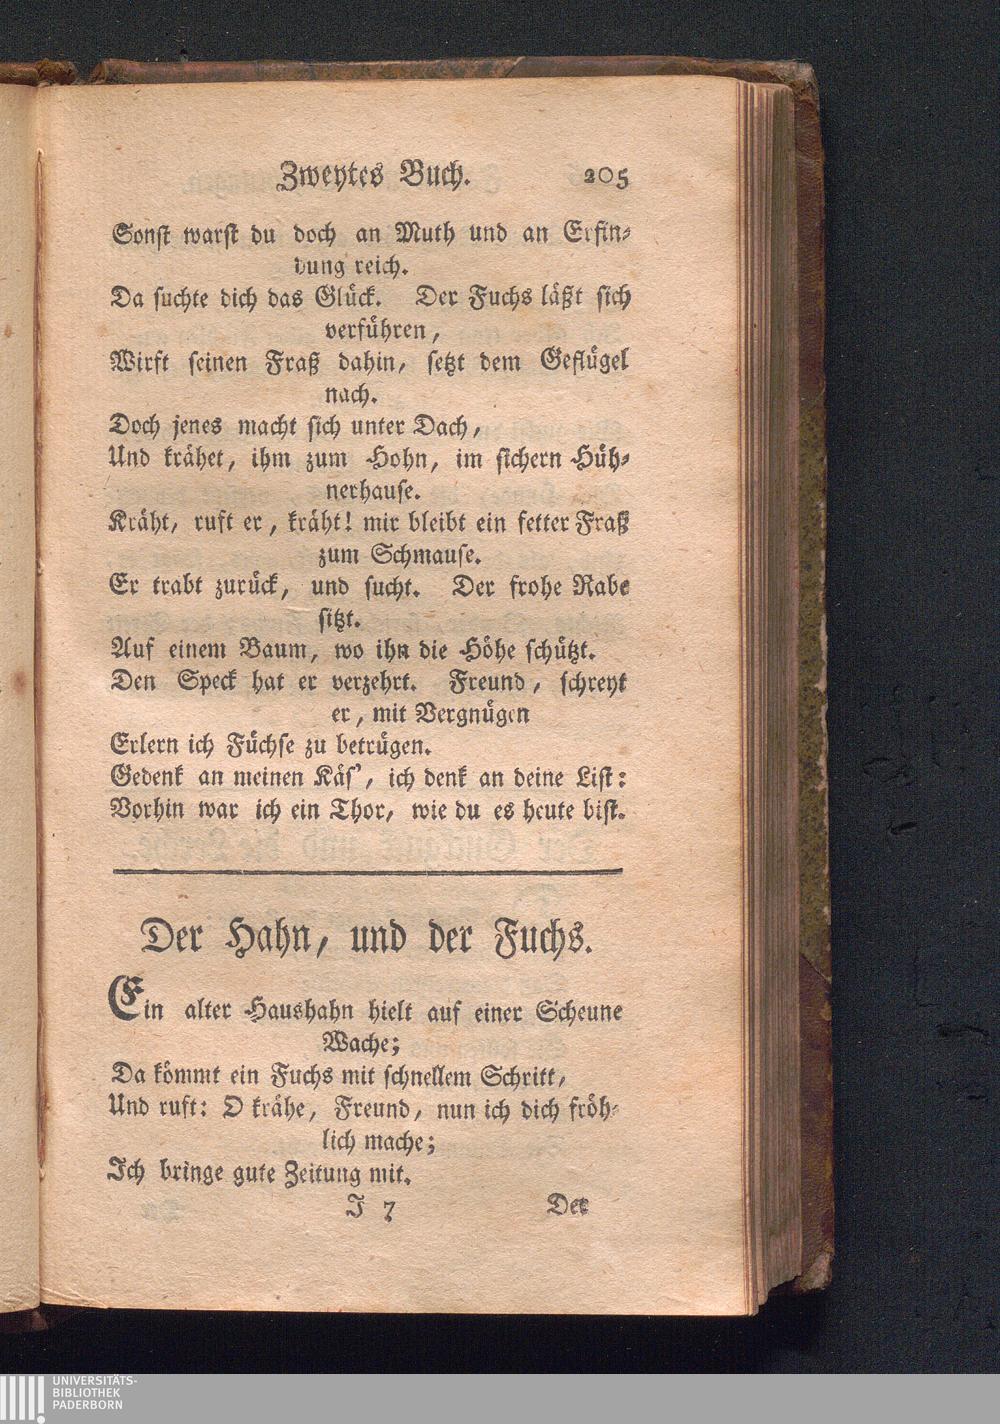 Zweytes Buch. 205
Sonst warst du doch an Muth und an Erfin-
dung reich.
Da suchte dich das Glück. Der Fuchs läßt sich
verführen,
Wirft seinen Fraß dahin, setzt dem Geflügel
nach.
Doch jenes macht sich unter Dach,
Und krähet, ihm zum Hohn, im sichern Hüh-
nerhause.
Kräht, ruft er, kräht! mir bleibt ein fetter Fraß
zum Schmause.
Er trabt zurück, und sucht. Der frohe Rabe
sitzt.
Auf einem Baum, wo ihn die Höhe schützt.
Den Speck hat er verzehrt. Freund, schreyt
er, mit Vergnügen
Erlern ich Füchse zu betrügen.
Gedenk an meinen Käs', ich denk an deine List:
Vorhin war ich ein Thor, wie du es heute bist.
Der Hahn, und der Fuchs.
Ein alter Haushahn hielt auf einer Scheune
Wache;
Da kömmt ein Fuchs mit schnellem Schritt,
Und ruft: O krähe, Freund, nun ich dich fröh-
lich mache;
Ich bringe gute Zeitung mit.
I 7 Der
UNIVERSITÄTS-
BIBLIOTHEK
PADERBORN